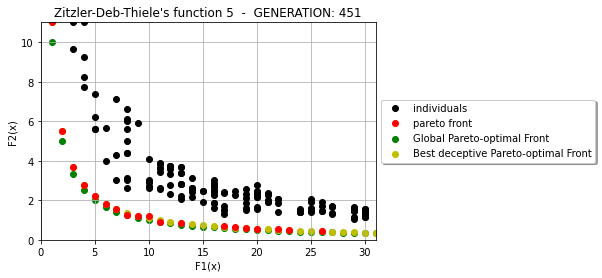 Zitzler-Deb-Thiele's function 5 - GENERATION: 451
10
8
6
4
2
0
F2(x)
0 5 10 15 20 25 30
F1(x)
individuals
pareto front
Global Pareto-optimal Front
Best deceptive Pareto-optimal Front